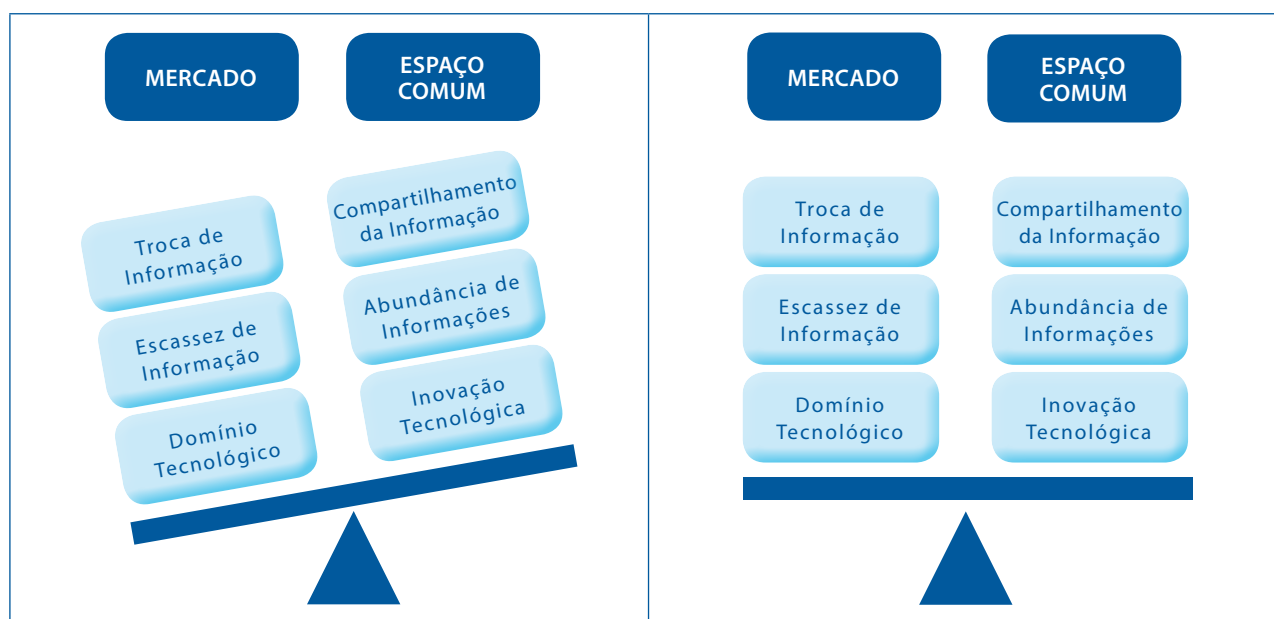 MERCADO
ESPAÇO
COMUM
Troca de
Informação
Compartilhamento
da Informação
Escassez de
Informação
Abundância de
Informações
Domínio
Tecnológico
Inovação
Tecnológica
MERCADO
ESPAÇO
COMUM
Troca de
Informação
Compartilhamento
da Informação
Escassez de
Informação
Abundância de
Informações
Domínio
Tecnológico
Inovação
Tecnológica